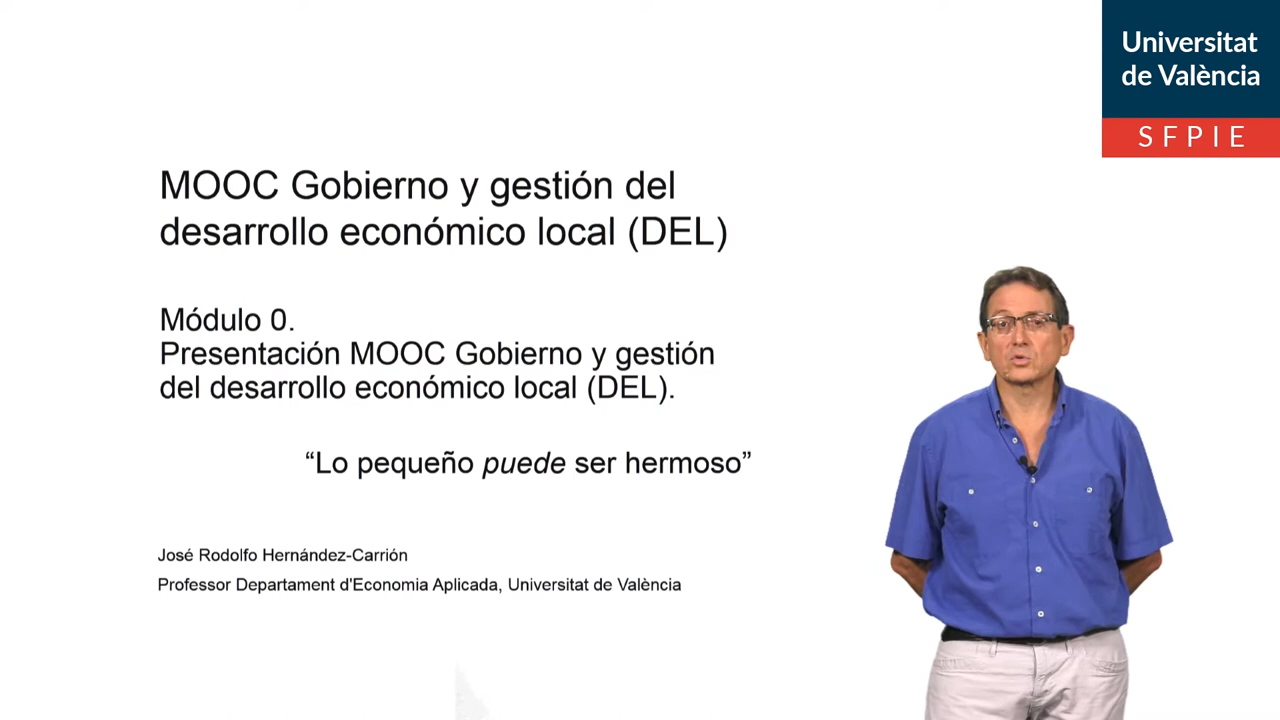 Universitat
de València
SFPIE
MOOC Gobierno y gestión del
desarrollo económico local (DEL)
Módulo 0.
Presentación MOOC Gobierno y gestión
del desarrollo económico local (DEL).
“Lo pequeño puede ser hermoso”
José Rodolfo Hernández-Carrión
Professor Departament d'Economia Aplicada, Universitat de València